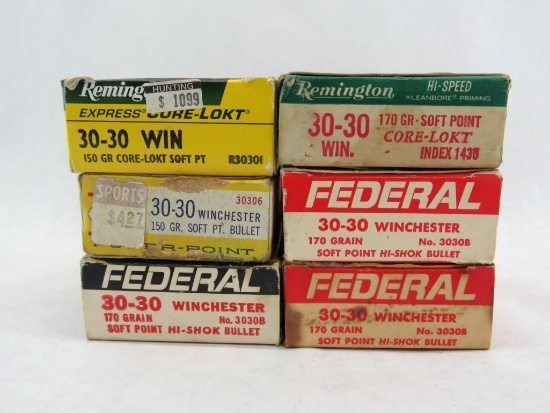 Reming
HUNTING
$ 1099
EXPRESS CORE-LOKT
30-30 WIN
150 GR CORE-LOKT SOFT PT R30301
Remington HI-SPEED
KLEANBORE PRIMING
30-30 170 GR-SOFT POINT
WIN. CORE-LOKT
INDEX 1430
SPORTS
$4.27
30306
30-30 WINCHESTER
150 GR. SOFT PT. BULLET
R-POINT
FEDERAL
30-30 WINCHESTER
170 GRAIN No. 3030B
SOFT POINT HI-SHOK BULLET
FEDERAL
30-30 WINCHESTER
170 GRAIN No. 3030B
SOFT POINT HI-SHOK BULLET
FEDERAL
30-30 WINCHESTER
170 GRAIN No. 3030B
SOFT POINT HI-SHOK BULLET